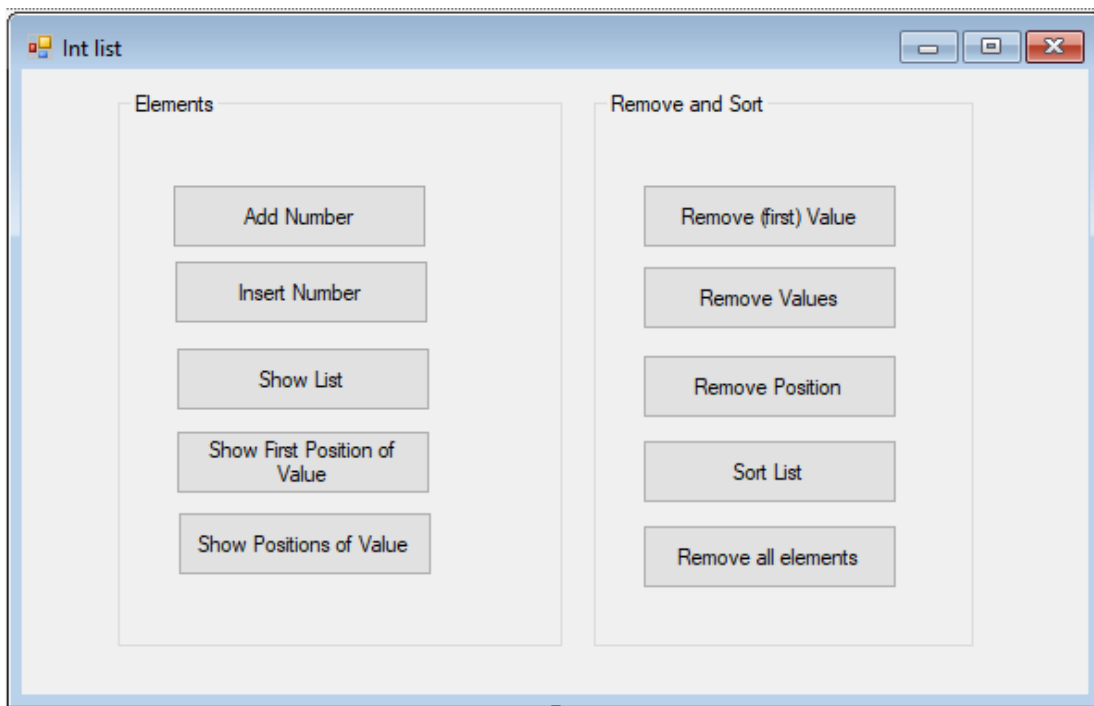 Int list
Elements
Add Number
Insert Number
Show List
Show First Position of
Value
Show Positions of Value
Remove and Sort
Remove (first) Value
Remove Values
Remove Position
Sort List
Remove all elements